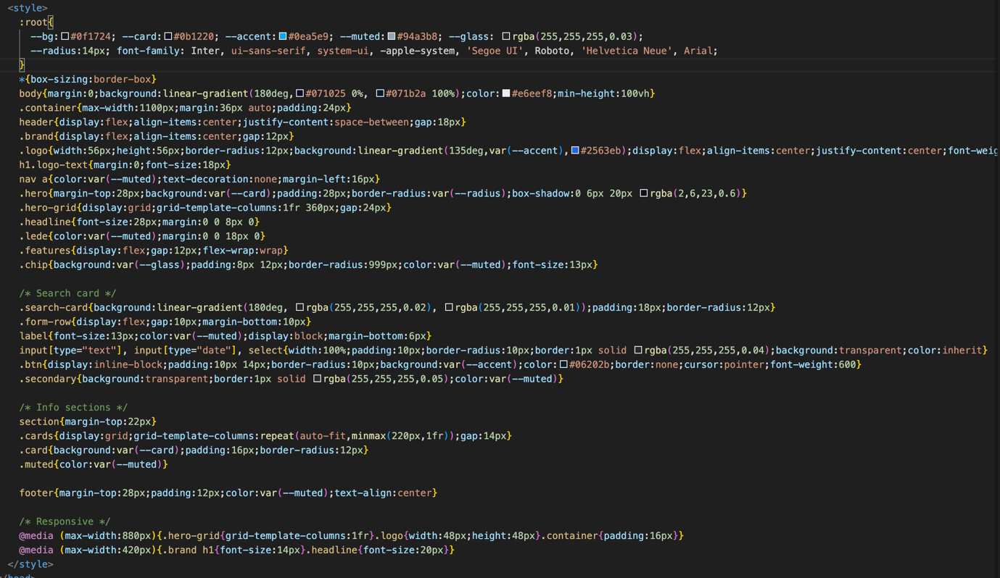 <style>
:root{
--bg:#0f1724; --card:#0b1220; --accent:#0ea5e9; --muted:#94a3b8; --glass: rgba(255,255,255,0.03);
--radius:14px; font-family: Inter, ui-sans-serif, system-ui, -apple-system, 'Segoe UI', Roboto, 'Helvetica Neue', Arial;
}
*{box-sizing:border-box}
body{margin:0;background:linear-gradient(180deg,#071025 0%, #071b2a 100%);color:#e6eef8;min-height:100vh}
.container{max-width:1100px;margin:36px auto;padding:24px}
header{display:flex;align-items:center;justify-content:space-between;gap:18px}
.brand{display:flex;align-items:center;gap:12px}
.logo{width:56px;height:56px;border-radius:12px;background:linear-gradient(135deg,var(--accent),#2563eb);display:flex;align-items:center;justify-content:center;font-weig
h1.logo-text{margin:0;font-size:18px}
nav a{color:var(--muted);text-decoration:none;margin-left:16px}
.hero{margin-top:28px;background:var(--card);padding:28px;border-radius:var(--radius);box-shadow:0 6px 20px rgba(2,6,23,0.6)}
.hero-grid{display:grid;grid-template-columns:1fr 360px;gap:24px}
.headline{font-size:28px;margin:0 0 8px 0}
.lede{color:var(--muted);margin:0 0 18px 0}
.features{display:flex;gap:12px;flex-wrap:wrap}
.chip{background:var(--glass);padding:8px 12px;border-radius:999px;color:var(--muted);font-size:13px}
/* Search card */
.search-card{background:linear-gradient(180deg, rgba(255,255,255,0.02), rgba(255,255,255,0.01));padding:18px;border-radius:12px}
.form-row{display:flex;gap:10px;margin-bottom:10px}
label{font-size:13px;color:var(--muted);display:block;margin-bottom:6px}
input[type="text"], input[type="date"], select{width:100%;padding:10px;border-radius:10px;border:1px solid rgba(255,255,255,0.04);background:transparent;color:inherit}
.btn{display:inline-block;padding:10px 14px;border-radius:10px;background:var(--accent);color:#06202b;border:none;cursor:pointer;font-weight:600}
.secondary{background:transparent;border:1px solid rgba(255,255,255,0.05);color:var(--muted)}
/* Info sections */
section{margin-top:22px}
.cards{display:grid;grid-template-columns:repeat(auto-fit,minmax(220px,1fr));gap:14px}
.card{background:var(--card);padding:16px;border-radius:12px}
.muted{color:var(--muted)}
footer{margin-top:28px;padding:12px;color:var(--muted);text-align:center}
/* Responsive */
@media (max-width:880px){.hero-grid{grid-template-columns:1fr}.logo{width:48px;height:48px}.container{padding:16px}}
@media (max-width:420px){.brand h1{font-size:14px}.headline{font-size:20px}}
</style>
</head>